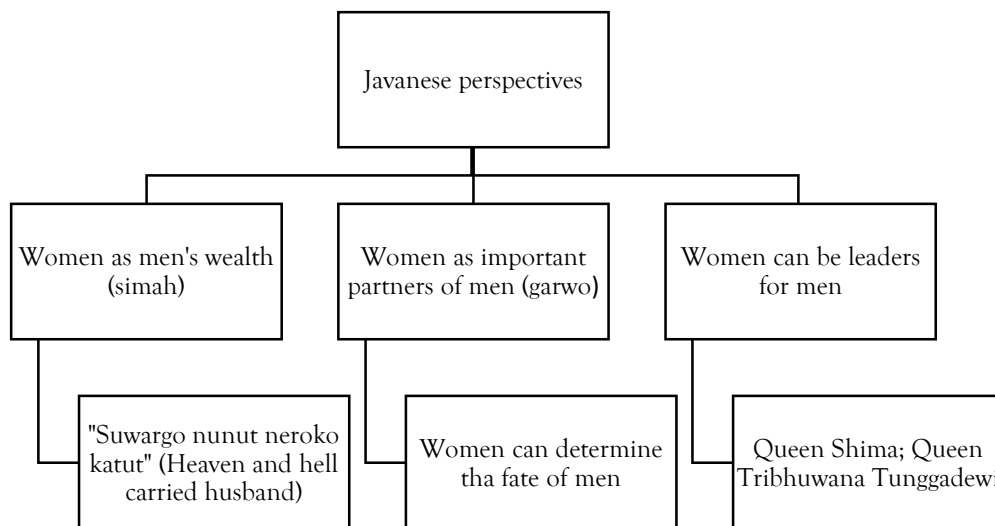 Javanese perspectives
Women as men's wealth
(simah)
Women as important
partners of men (garwo)
Women can be leaders
for men
"Suwargo nunut neroko
katut" (Heaven and hell
carried husband)
Women can determine
tha fate of men
Queen Shima; Queen
Tribhuwana Tunggadewi